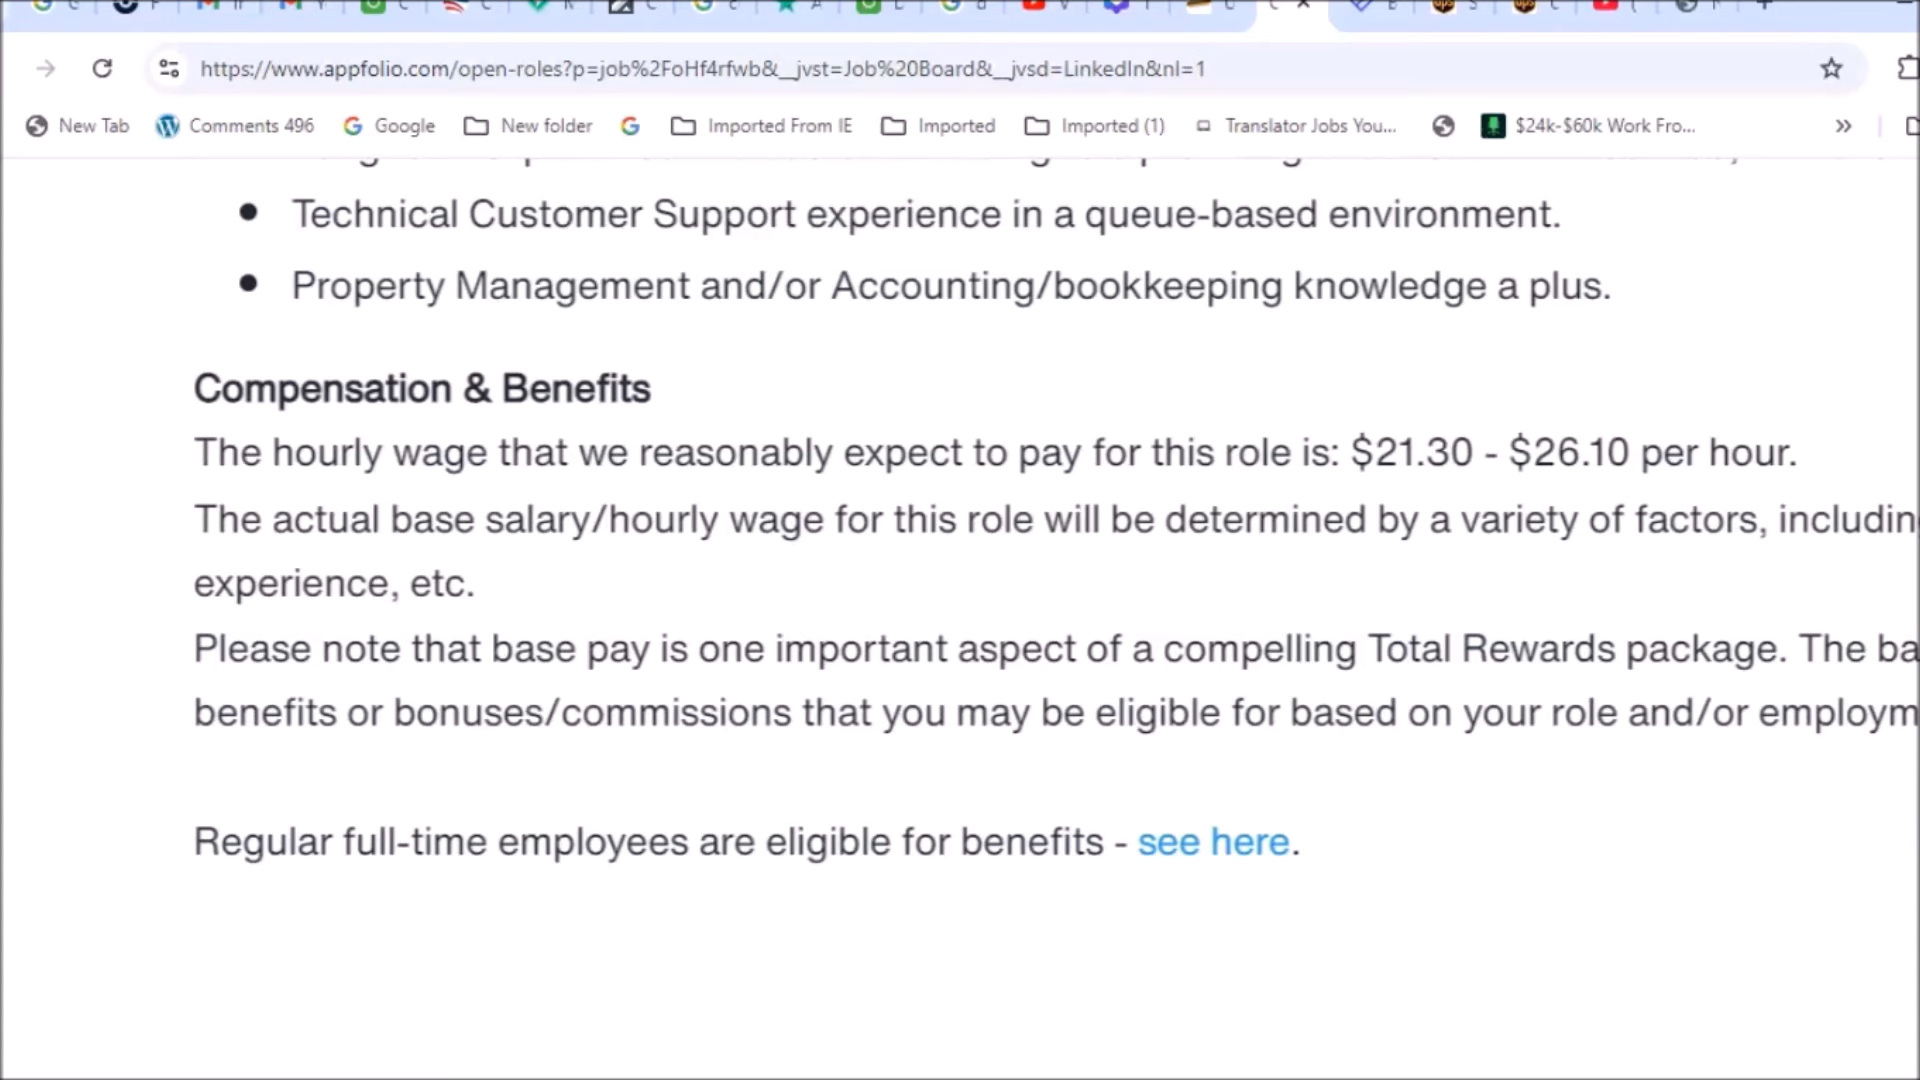 https://www.appfolio.com/open-roles?p=job%2FoHf4rfwb&__jvst=Job%20Board&__jvsd=LinkedIn&nl=1
New Tab Comments 496 Google New folder Imported From IE Imported Imported (1) Translator Jobs You... $24k-$60k Work Fro... »
• Technical Customer Support experience in a queue-based environment.
• Property Management and/or Accounting/bookkeeping knowledge a plus.
Compensation & Benefits
The hourly wage that we reasonably expect to pay for this role is: $21.30 - $26.10 per hour.
The actual base salary/hourly wage for this role will be determined by a variety of factors, includin
experience, etc.
Please note that base pay is one important aspect of a compelling Total Rewards package. The ba
benefits or bonuses/commissions that you may be eligible for based on your role and/or employm
Regular full-time employees are eligible for benefits - see here.